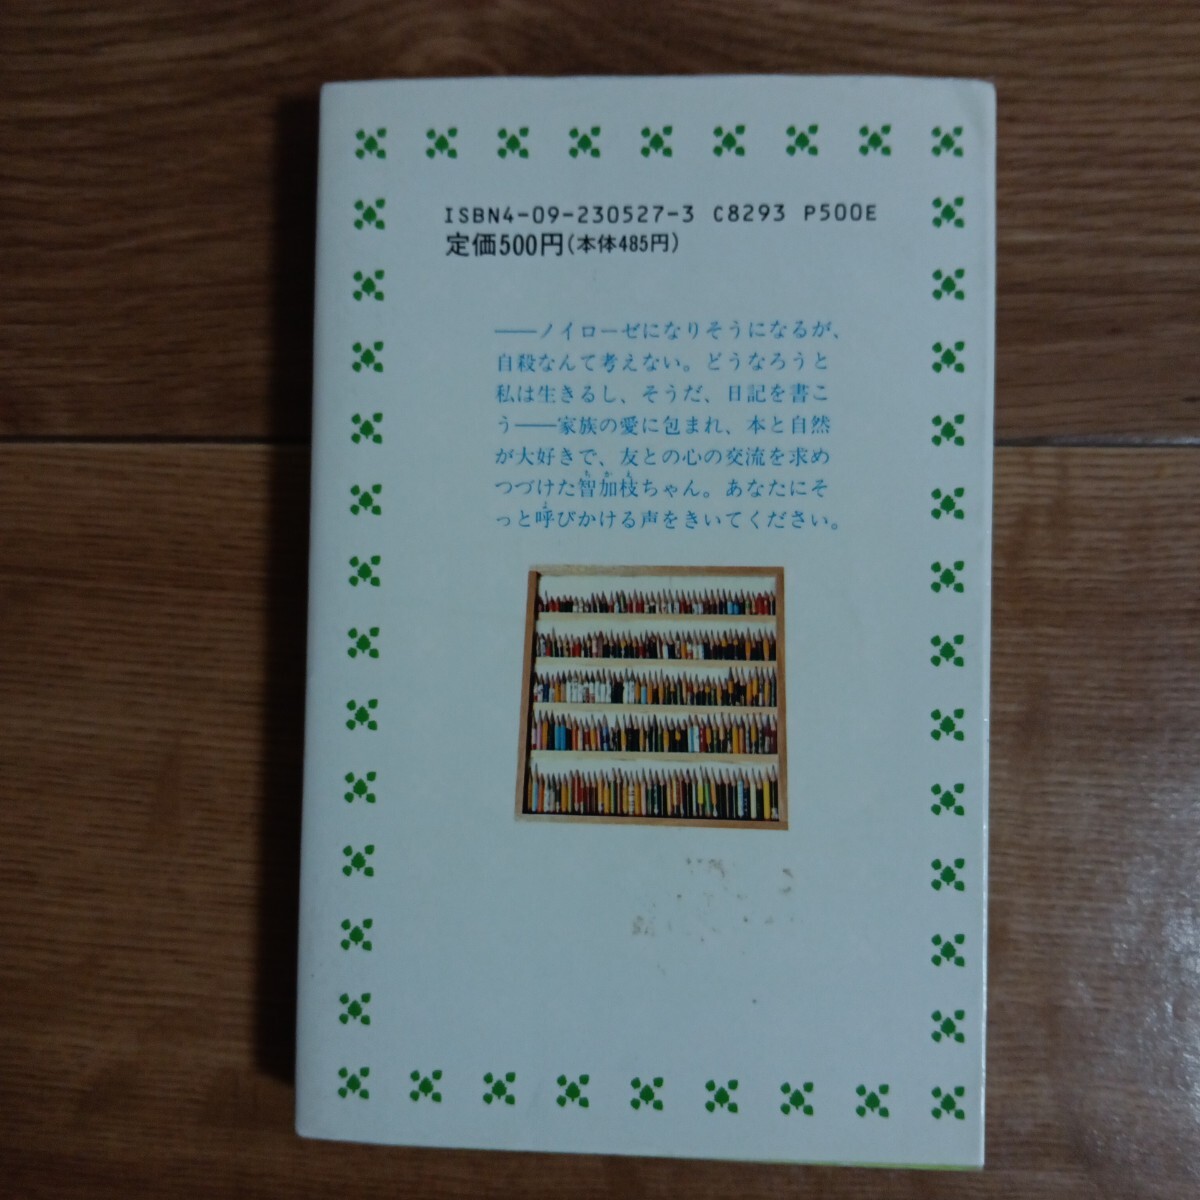 ISBN4-09-230527-3 C8293 P500E
定価500円(本体485円)
――ノイローゼになりそうになるが、
自殺なんて考えない。どうなろうと
私は生きるし、そうだ、日記を書こ
う――家族の愛に包まれ、本と自然
が大好きで、友との心の交流を求め
つづけた智加枝ちゃん。あなたにそ
っと呼びかける声をきいてください。